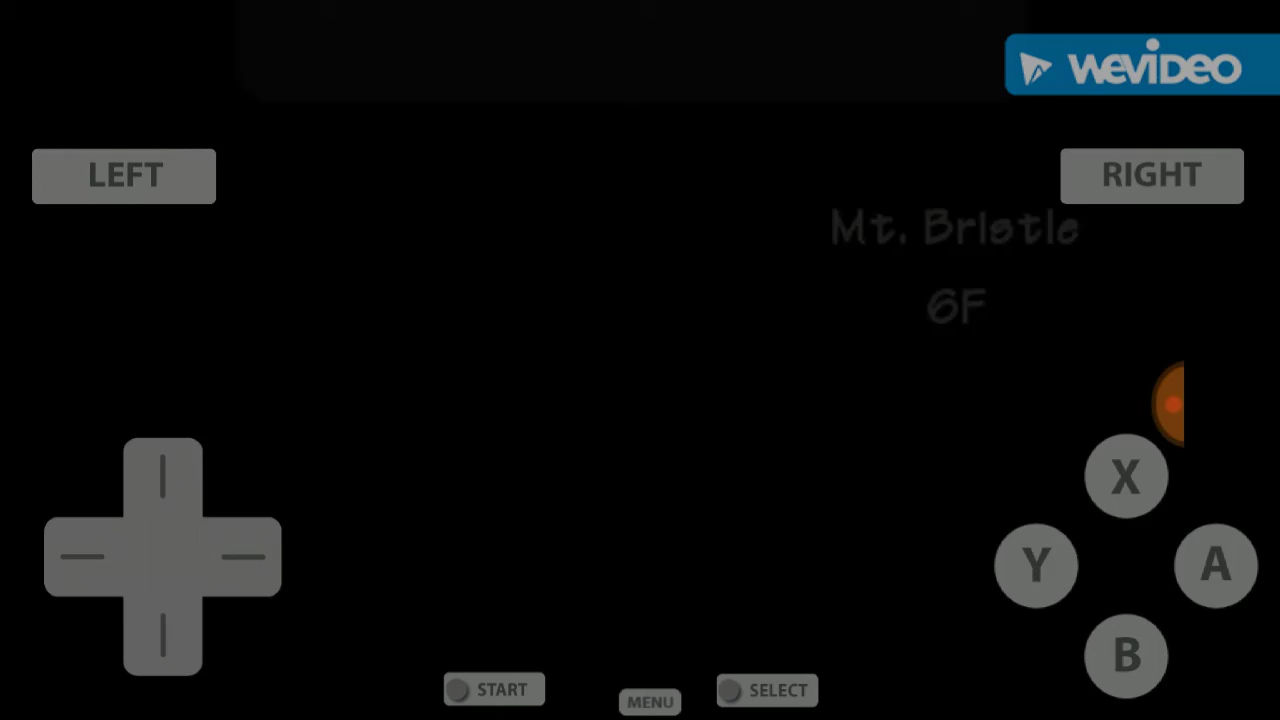 WEVIDEO
LEFT
RIGHT
Mt. Bristle
6F
X
Y
A
B
START
SELECT
MENU